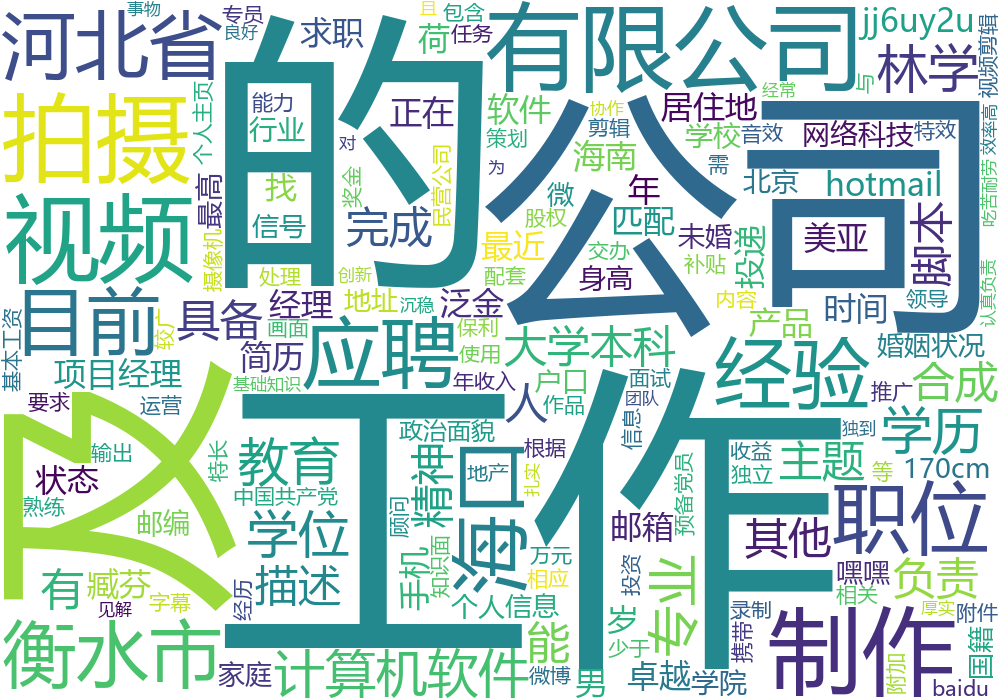 河北省
的
有限公司
公司
工作
及
拍摄
视频
目前
应聘
经验
海口
职位
制作
衡水市
计算机软件
大学本科
教育
学位
描述
具备
完成
专员
良好
事物
求职
且
包含
荷
任务
jj6uy2u
林学
视频剪辑
个人主页
能力
行业
正在
软件
协作
经常
与
居住地
网络科技
特效
效率高
策划
剪辑
学校
音效
最高
找
对
奖金
民营公司
为
海南
需
北京
hotmail
吃苦耐劳
信号
微
年
股权
匹配
未婚
投递
美亚
脚本
摄像机
最近
交办
补贴
身高
处理
创新
配套
经理
地址
沉稳
泛金
内容
时间
领导
认真负责
基本工资
较广
画面
保利
产品
简历
使用
婚姻状况
项目经理
基础知识
年收入
户口
面试
推广
合成
要求
运营
人
作品
团队
政治面貌
信息
独到
学历
输出
特长
根据
收益
主题
状态
地产
精神
扎实
预备党员
独立
等
170cm
中国共产党
熟练
邮编
顾问
邮箱
其他
手机
知识面
万元
专业
嘿嘿
负责
有
臧芬
相应
投资
相关
见解
字幕
经历
个人信息
岁
录制
厚实
附件
能
少于
携带
国籍
家庭
微博
男
卓越
学院
附加
baidu